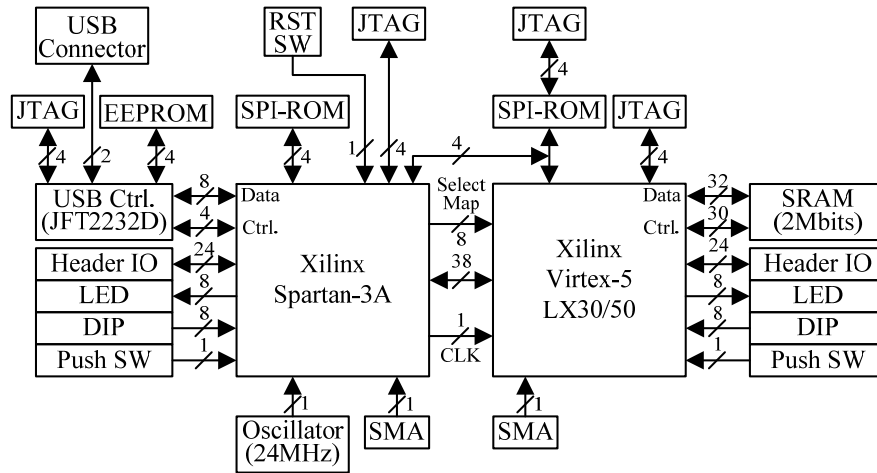 USB
Connector
RST
SW
JTAG
JTAG
4
JTAG
EEPROM
SPI-ROM
SPI-ROM
JTAG
4
2
4
4
1
4
4
4
USB Ctrl.
(JFT2232D)
8
Data
4
Ctrl.
Select
Map
8
Data
32
Ctrl.
30
SRAM
(2Mbits)
Header IO
24
LED
8
DIP
8
Push SW
1
Xilinx
Spartan-3A
38
1
CLK
Xilinx
Virtex-5
LX30/50
24
Header IO
8
LED
8
DIP
1
Push SW
1
1
1
Oscillator
(24MHz)
SMA
SMA